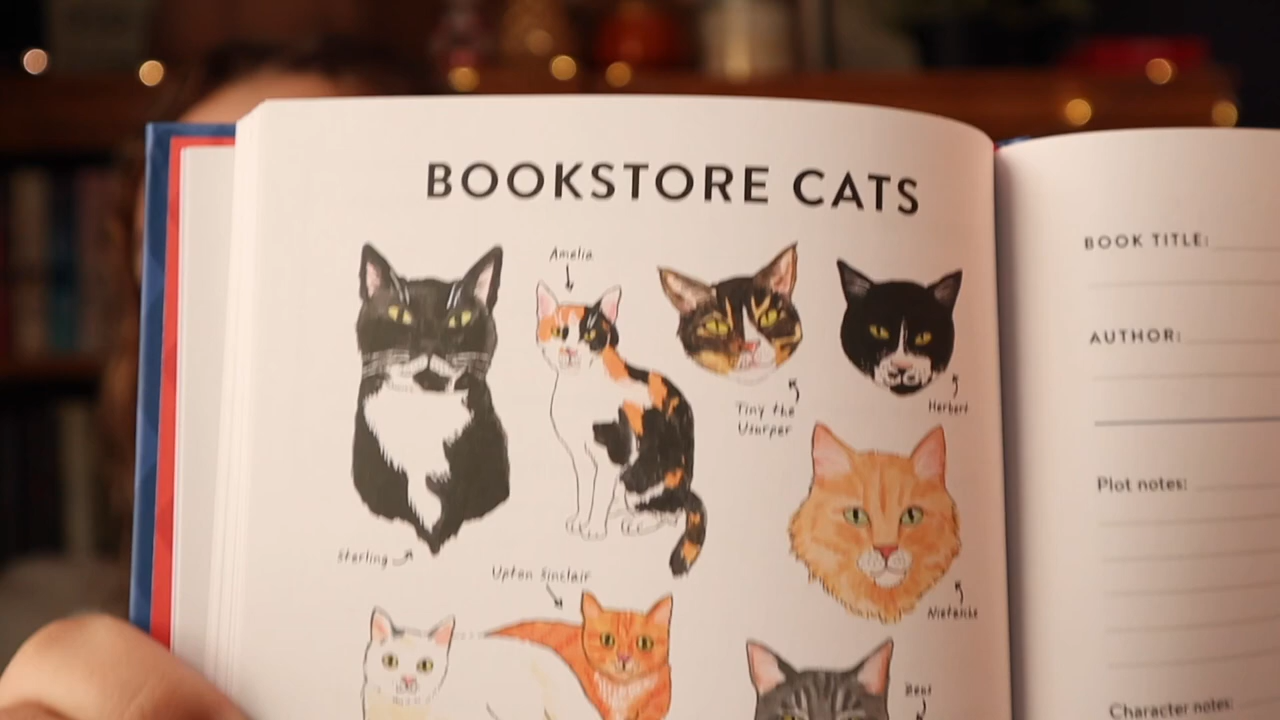 BOOKSTORE CATS
Amelia
Tiny the
Usurper
Herbert
Sterling
Upton Sinclair
Nietzsche
BOOK TITLE:
AUTHOR:
Plot notes:
Character notes: